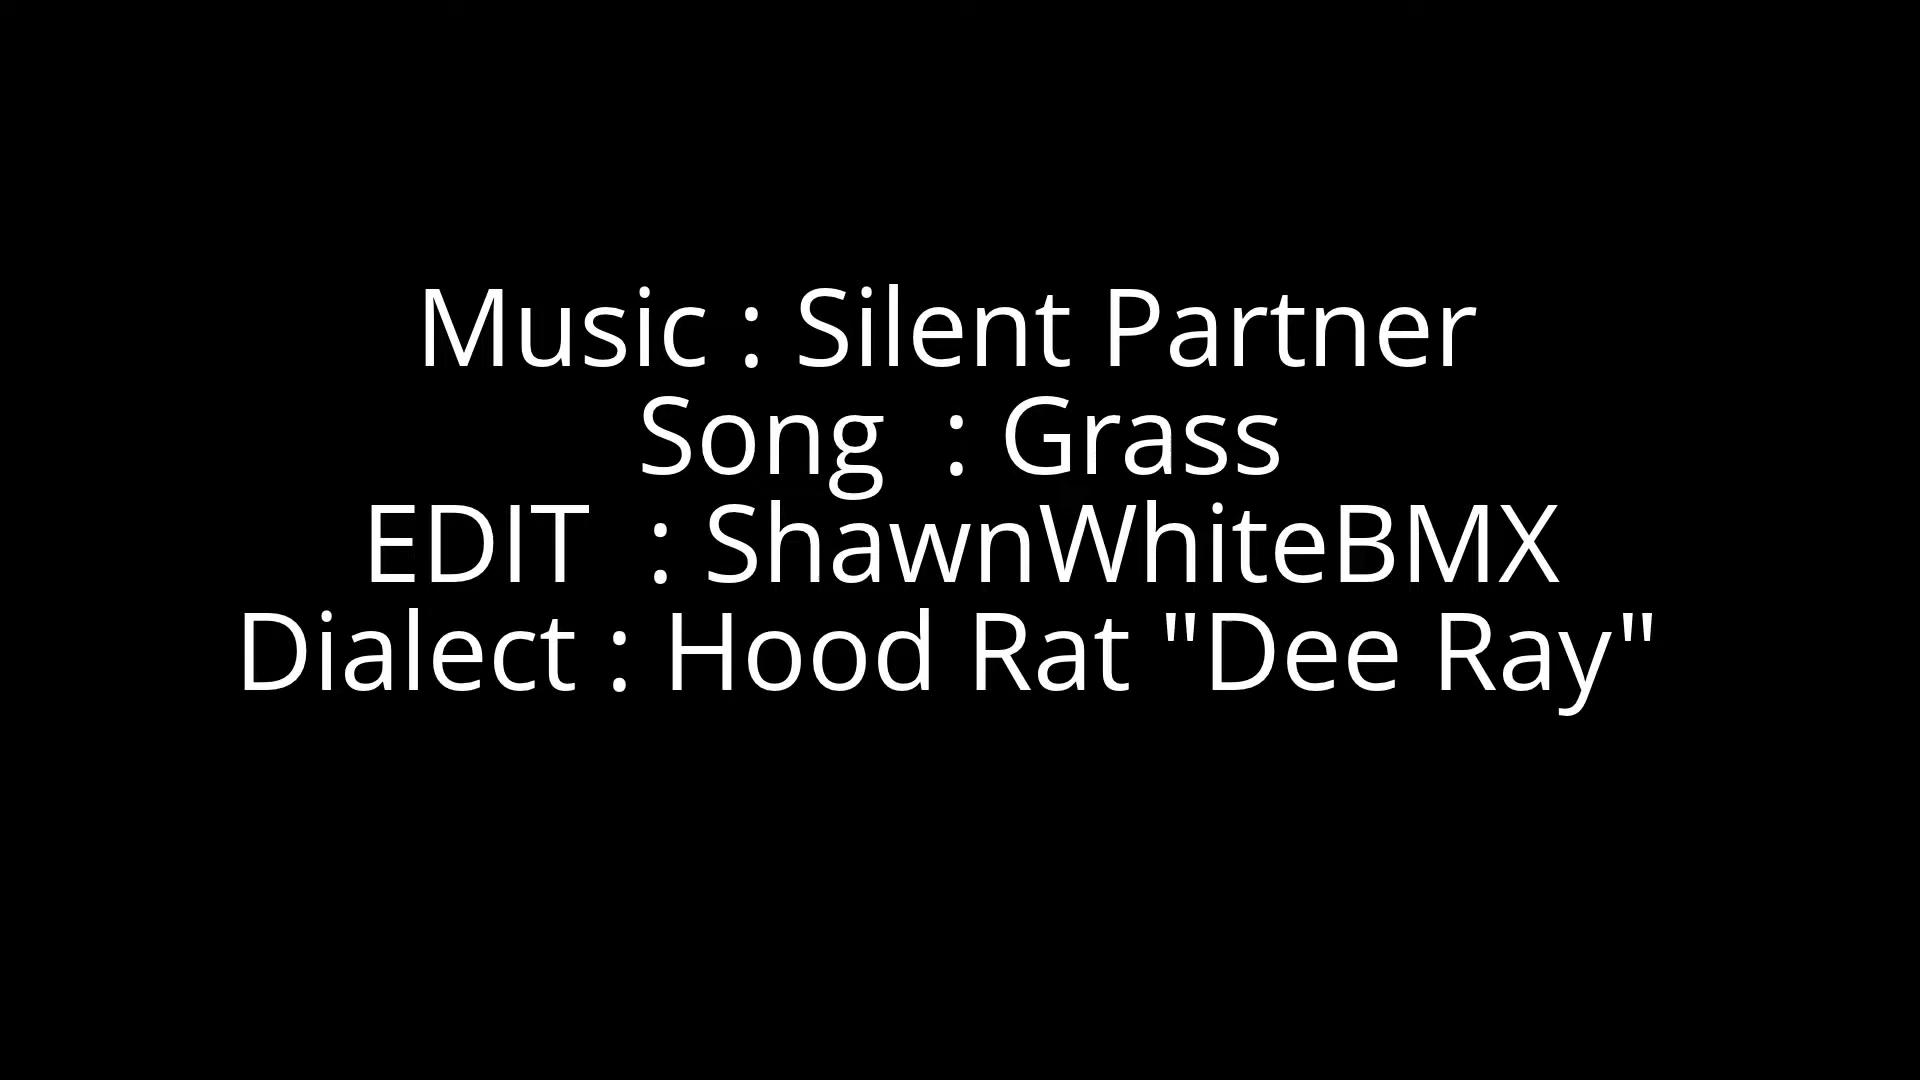 Music : Silent Partner
Song  : Grass
EDIT  : ShawnWhiteBMX
Dialect : Hood Rat "Dee Ray"